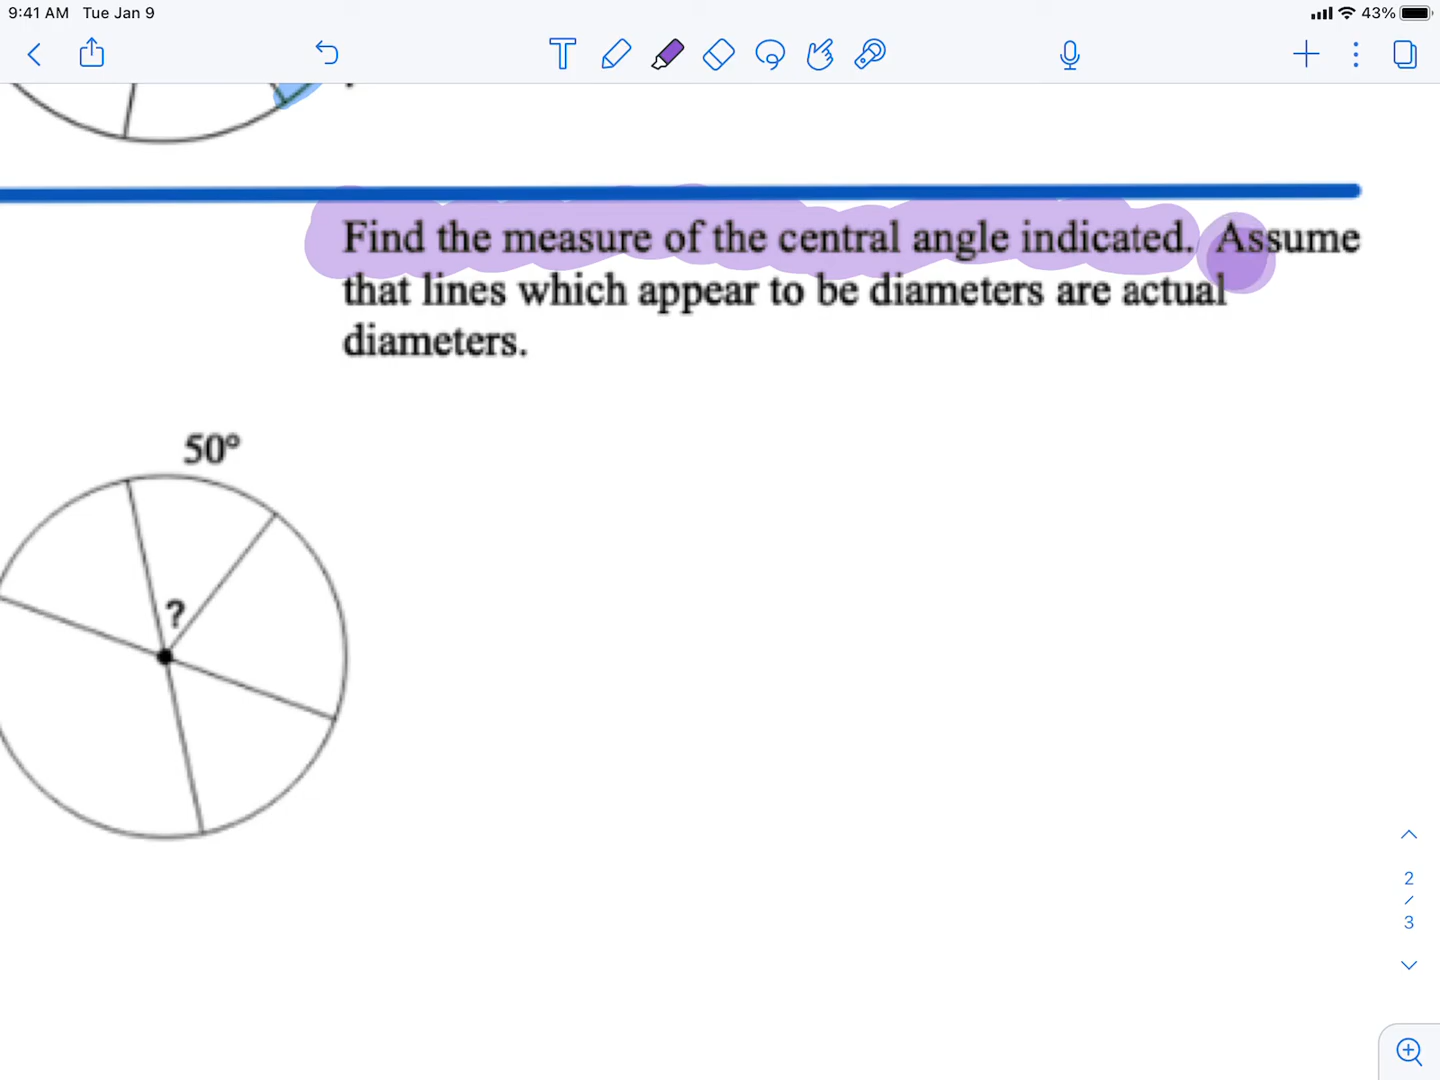 9:41 AM Tue Jan 9
43%
Find the measure of the central angle indicated. Assume
that lines which appear to be diameters are actual
diameters.
50°
?
2
/
3